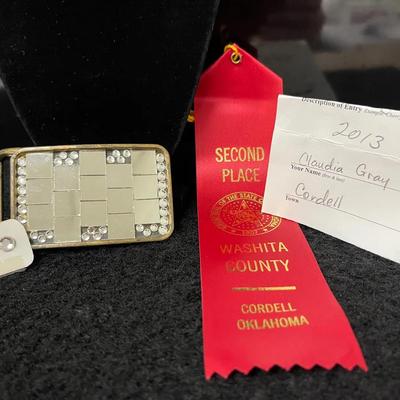 SECOND
PLACE
WASHITA
COUNTY
CORDELL
OKLAHOMA
Description of Entry
2013
Claudia Gray
Your Name
Cordell
Town